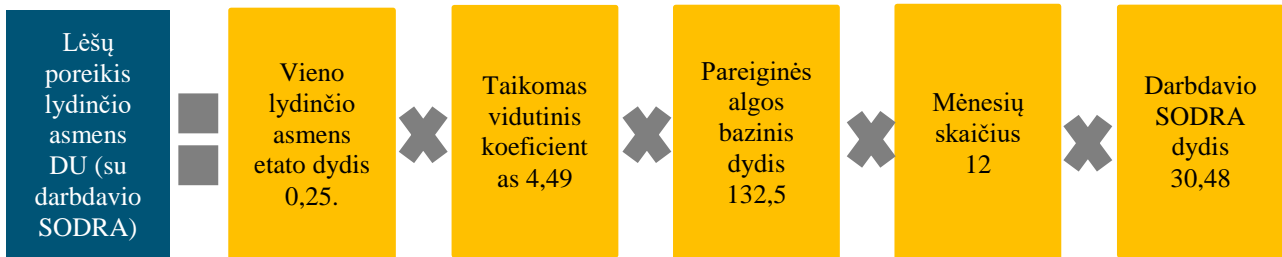 Lėšų
poreikis
lydinčio
asmens
DU (su
darbdavio
SODRA)
Vieno
lydinčio
asmens
etato dydis
0,25.
Taikomas
vidutinis
koeficient
as 4,49
Pareiginės
algos
bazinis
dydis
132,5
Mėnesių
skaičius
12
Darbdavio
SODRA
dydis
30,48